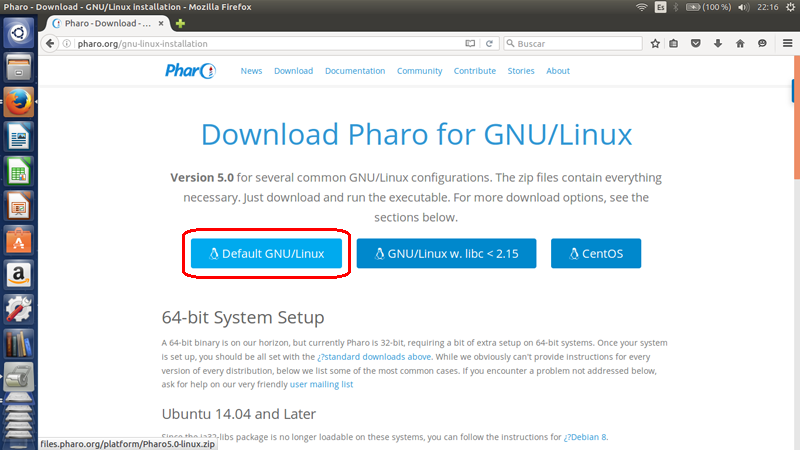 Pharo - Download - GNU/Linux installation - Mozilla Firefox
Es
(100 %)
22:16
Pharo - Download - ...
pharo.org/gnu-linux-installation
Buscar
Pharo
News
Download
Documentation
Community
Contribute
Stories
About
Download Pharo for GNU/Linux
Version 5.0 for several common GNU/Linux configurations. The zip files contain everything
necessary. Just download and run the executable. For more download options, see the
sections below.
Default GNU/Linux
GNU/Linux w. libc < 2.15
CentOS
64-bit System Setup
A 64-bit binary is on our horizon, but currently Pharo is 32-bit, requiring a bit of extra setup on 64-bit systems. Once your system
is set up, you should be all set with the ¿?standard downloads above. While we obviously can't provide instructions for every
version of every distribution, below we list some of the most common cases. If you encounter a problem not addressed below,
ask for help on our very friendly user mailing list
Ubuntu 14.04 and Later
Since the ia32-libs package is no longer loadable on these systems, you can follow the instructions for ¿?Debian 8.
files.pharo.org/platform/Pharo5.0-linux.zip